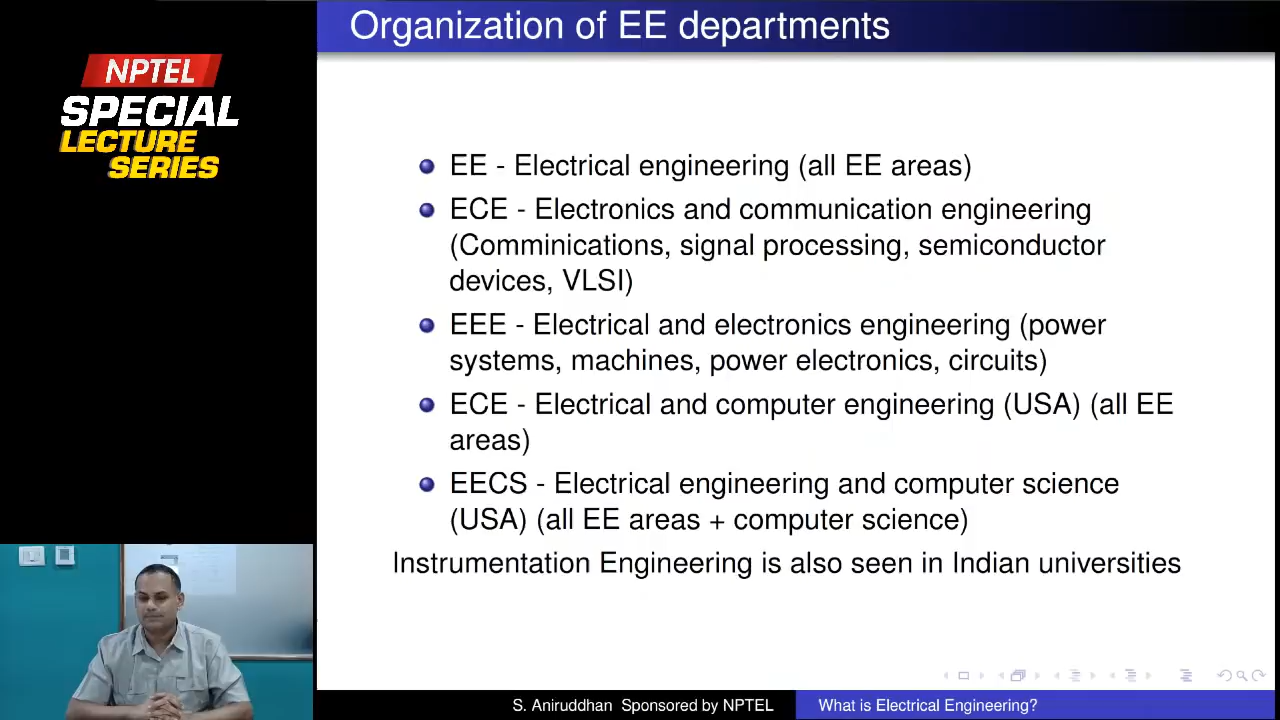 Organization of EE departments
NPTEL
SPECIAL
LECTURE
SERIES
EE - Electrical engineering (all EE areas)
ECE - Electronics and communication engineering
(Comminications, signal processing, semiconductor
devices, VLSI)
EEE - Electrical and electronics engineering (power
systems, machines, power electronics, circuits)
ECE - Electrical and computer engineering (USA) (all EE
areas)
EECS - Electrical engineering and computer science
(USA) (all EE areas + computer science)
Instrumentation Engineering is also seen in Indian universities
S. Aniruddhan Sponsored by NPTEL
What is Electrical Engineering?